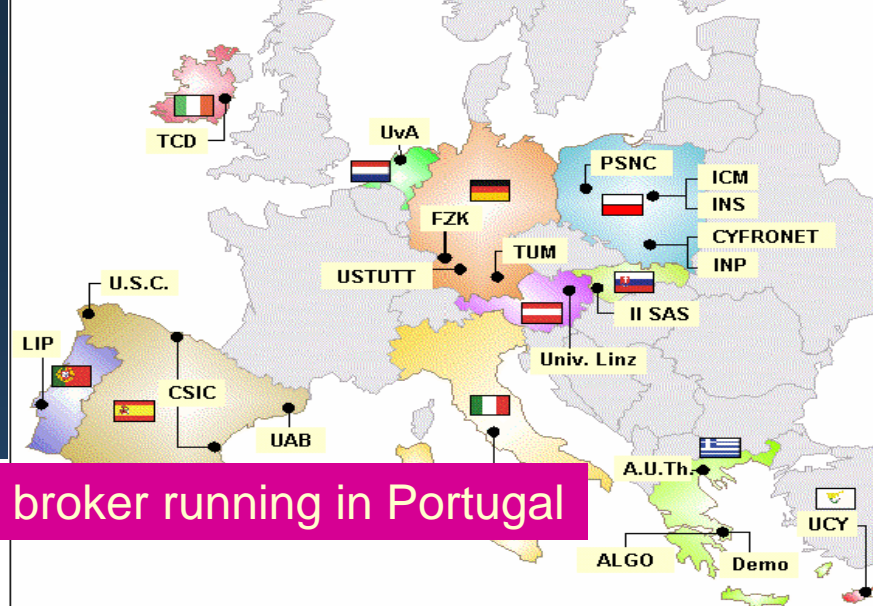 TCD
UvA
PSNC
ICM
INS
CYFRONET
INP
FZK
TUM
USTUTT
II SAS
Univ. Linz
U.S.C.
LIP
CSIC
UAB
A.U.Th.
UCY
ALGO
Demo
broker running in Portugal